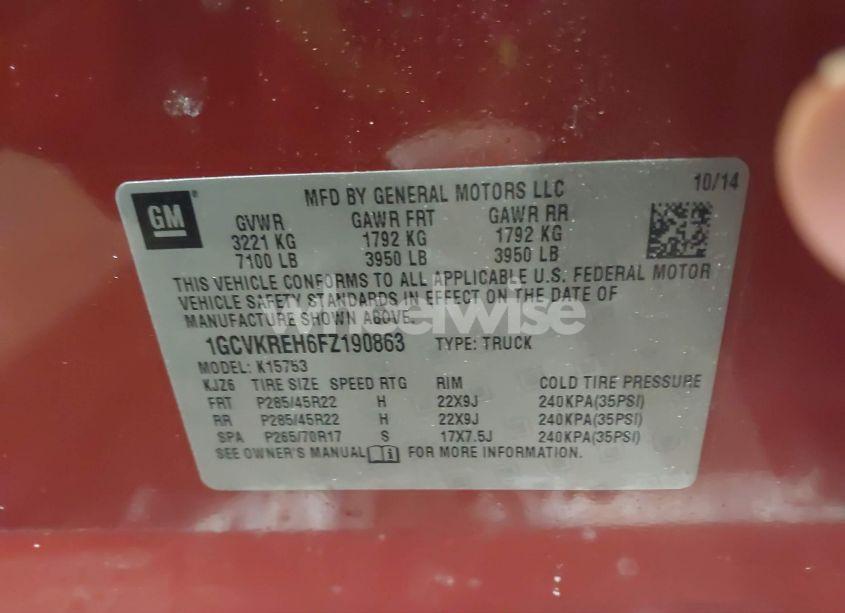 GM ®
MFD BY GENERAL MOTORS LLC 10/14
GVWR GAWR FRT GAWR RR
3221 KG 1792 KG 1792 KG
7100 LB 3950 LB 3950 LB
THIS VEHICLE CONFORMS TO ALL APPLICABLE U.S. FEDERAL MOTOR
VEHICLE SAFETY STANDARDS IN EFFECT ON THE DATE OF
MANUFACTURE SHOWN ABOVE.
wheelwise
1GCVKREH6FZ190863 TYPE: TRUCK
MODEL: K15753
KJZ6 TIRE SIZE SPEED RTG RIM COLD TIRE PRESSURE
FRT P285/45R22 H 22X9J 240KPA(35PSI)
RR P285/45R22 H 22X9J 240KPA(35PSI)
SPA P265/70R17 S 17X7.5J 240KPA(35PSI)
SEE OWNER'S MANUAL FOR MORE INFORMATION.